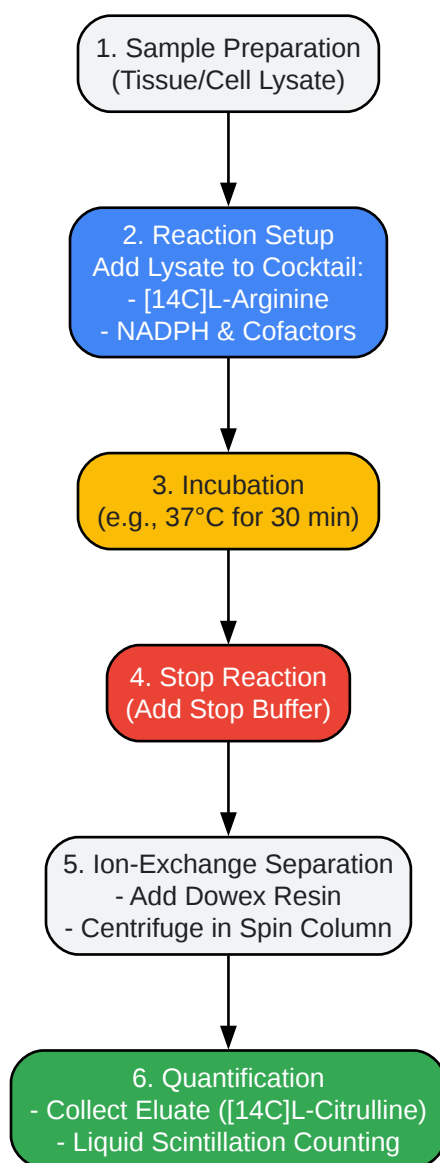 1. Sample Preparation
(Tissue/Cell Lysate)
2. Reaction Setup
Add Lysate to Cocktail:
- [14C]L-Arginine
- NADPH & Cofactors
3. Incubation
(e.g., 37°C for 30 min)
4. Stop Reaction
(Add Stop Buffer)
5. Ion-Exchange Separation
- Add Dowex Resin
- Centrifuge in Spin Column
6. Quantification
- Collect Eluate ([14C]L-Citrulline)
- Liquid Scintillation Counting